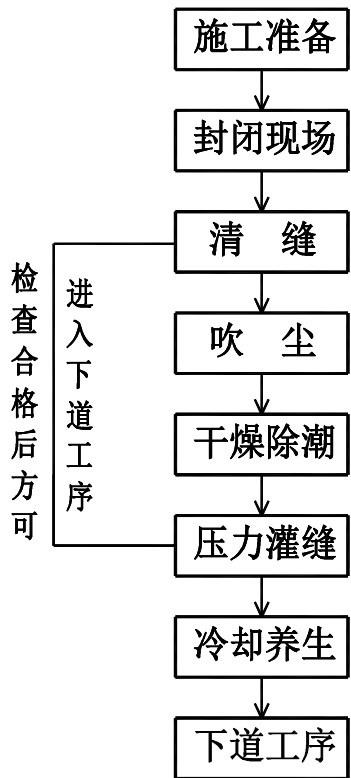 施工准备
封闭现场
清 缝
吹 尘
干燥除潮
压力灌缝
冷却养生
下道工序
检查合格后方可
进入下道工序